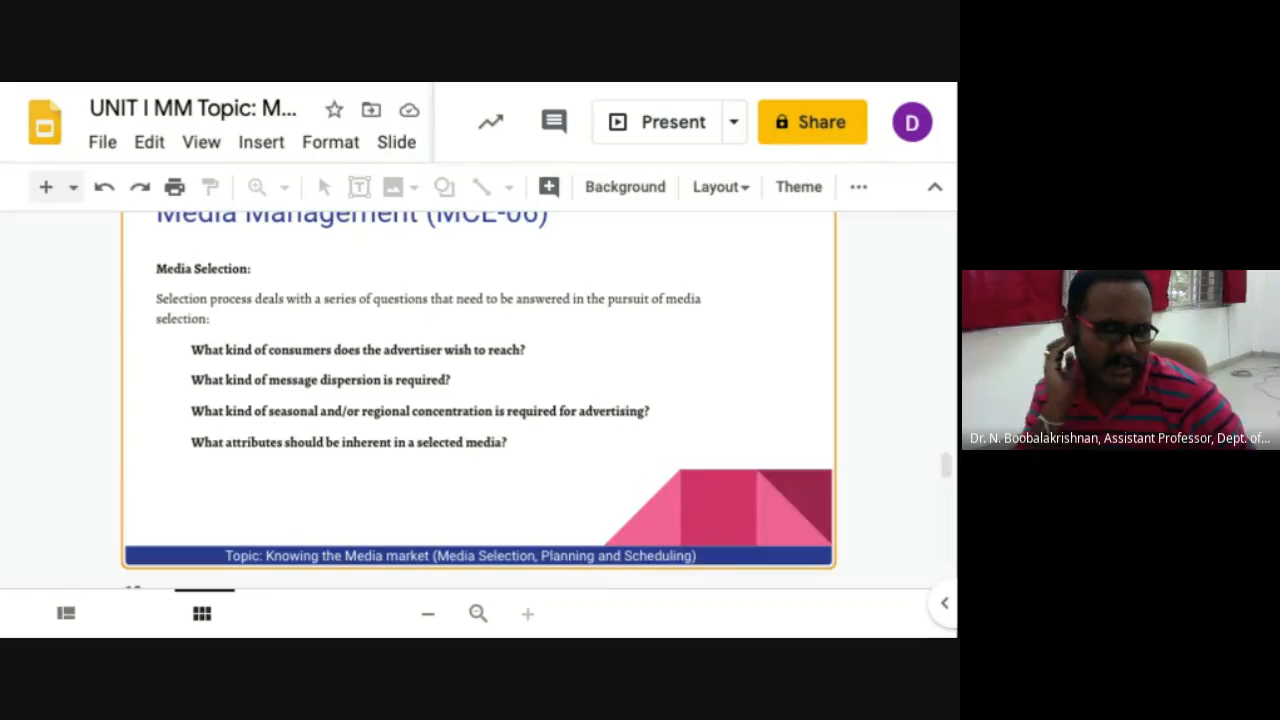 UNIT I MM Topic: M...
File Edit View Insert Format Slide
Present
Share
D
Background Layout Theme
Media Management (MCE-06)
Media Selection:
Selection process deals with a series of questions that need to be answered in the pursuit of media
selection:
What kind of consumers does the advertiser wish to reach?
What kind of message dispersion is required?
What kind of seasonal and/or regional concentration is required for advertising?
What attributes should be inherent in a selected media?
Topic: Knowing the Media market (Media Selection, Planning and Scheduling)
Dr. N. Boobalakrishnan, Assistant Professor, Dept. of...